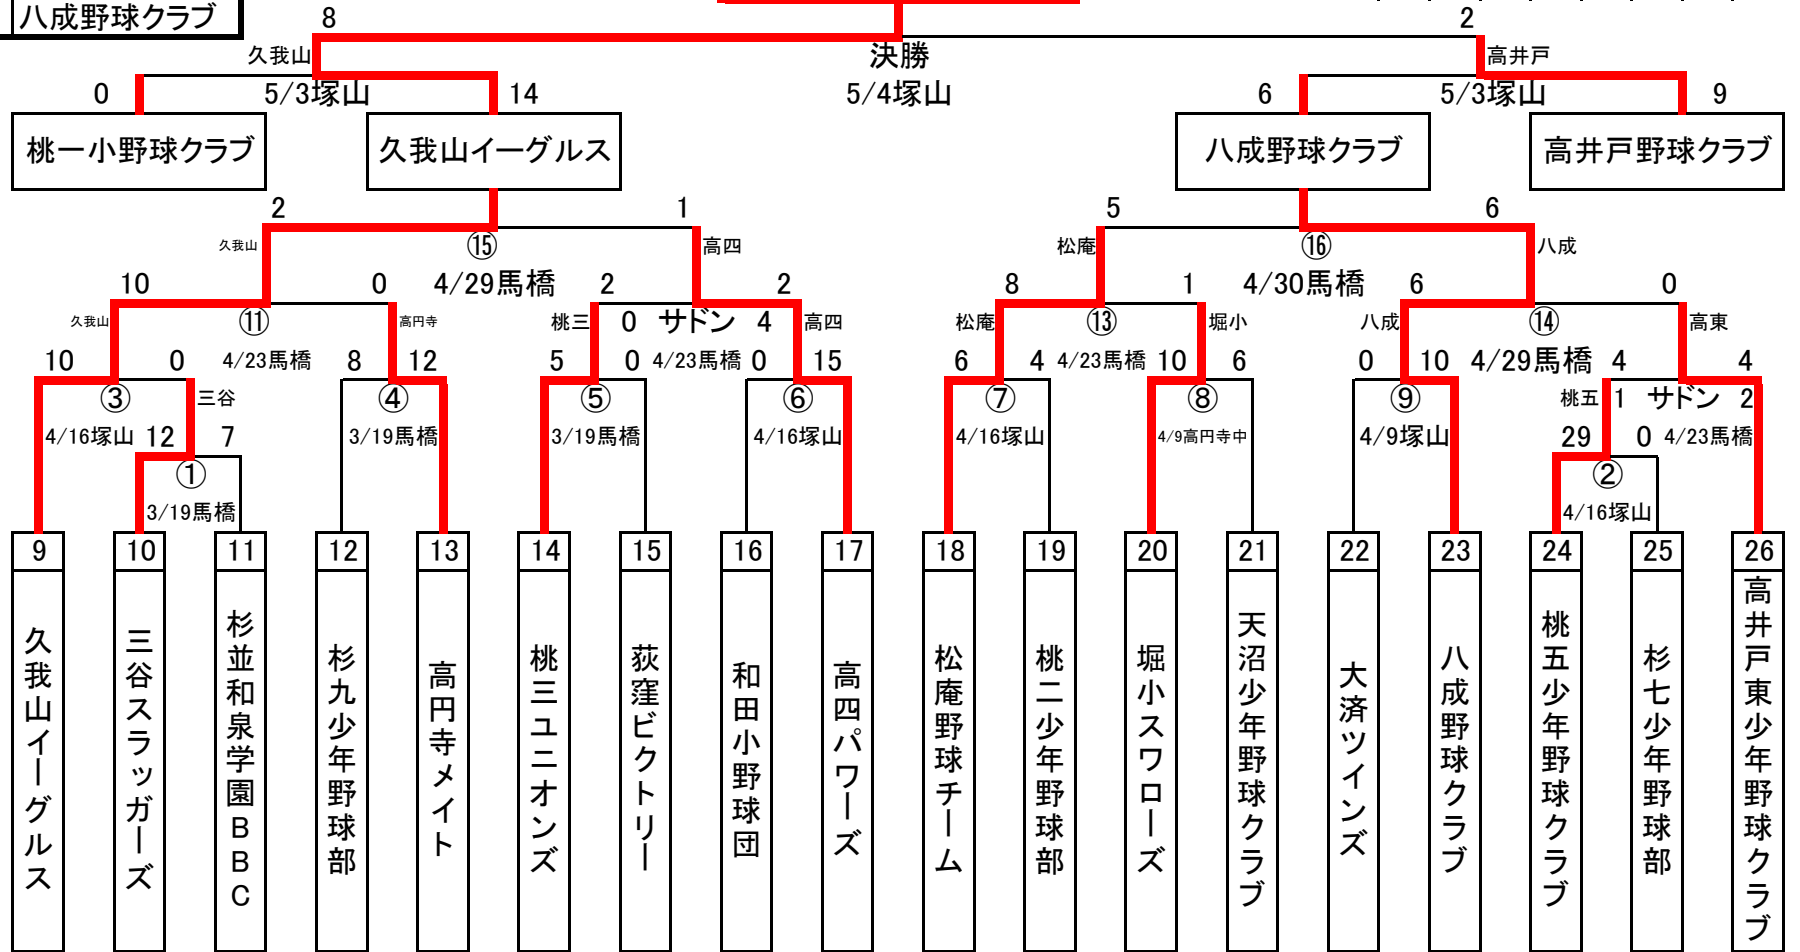 八成野球クラブ
8
2
久我山
決勝
高井戸
0
5/3塚山
14
5/4塚山
6
5/3塚山
9
桃一小野球クラブ
久我山イーグルス
八成野球クラブ
高井戸野球クラブ
2
1
5
6
久我山
⑮
高四
松庵
⑯
八成
10
0
4/29馬橋
2
2
8
1
4/30馬橋
6
0
久我山
⑪
高円寺
桃三
0
サドン
4
高四
松庵
⑬
堀小
八成
⑭
高東
10
0
4/23馬橋
8
12
5
0
4/23馬橋
0
15
6
4
4/23馬橋
10
6
0
10
4/29馬橋
4
4
③
三谷
④
⑤
⑥
⑦
⑧
⑨
桃五
1
サドン
2
4/16塚山
12
7
3/19馬橋
3/19馬橋
4/16塚山
4/16塚山
4/9高円寺中
4/9塚山
29
0
4/23馬橋
①
②
3/19馬橋
4/16塚山
9
10
11
12
13
14
15
16
17
18
19
20
21
22
23
24
25
26
久我山イーグルス
三谷スラッガーズ
杉並和泉学園BBC
杉九少年野球部
高円寺メイト
桃三ユニオンズ
荻窪ビクトリー
和田小野球団
高四パワーズ
松庵野球チーム
桃二少年野球部
堀小スワローズ
天沼少年野球クラブ
大済ツインズ
八成野球クラブ
桃五少年野球クラブ
杉七少年野球部
高井戸東少年野球クラブ